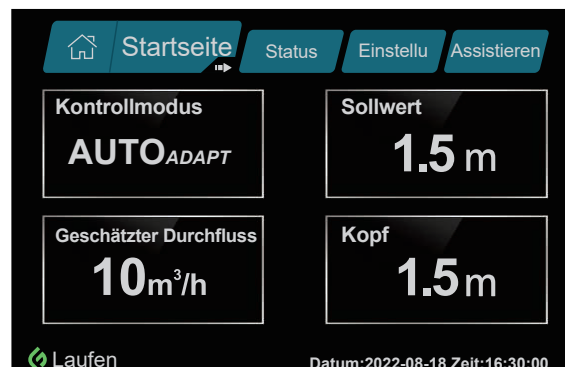 Startseite Status Einstellu Assistieren
Kontrollmodus
AUTOADAPT
Sollwert
1.5 m
Geschätzter Durchfluss
10m³/h
Kopf
1.5 m
Laufen
Datum:2022-08-18 Zeit:16:30:00